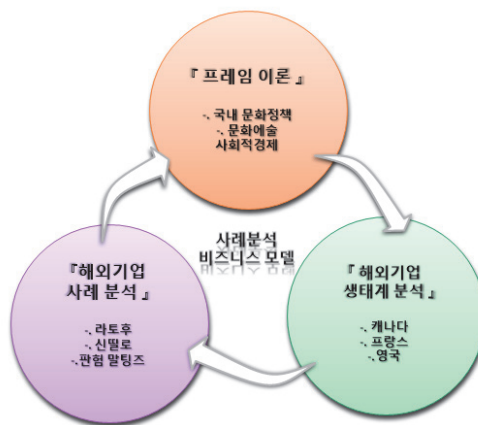 『 프레임 이론 』
-. 국내 문화정책
-. 문화예술
사회적경제
사례분석
비즈니스 모델
『해외기업
사례 분석 』
-. 라토후
-. 신띨로
-.판험 말팅즈
『 해외기업
생태계 분석 』
-. 캐나다
-. 프랑스
-.영국